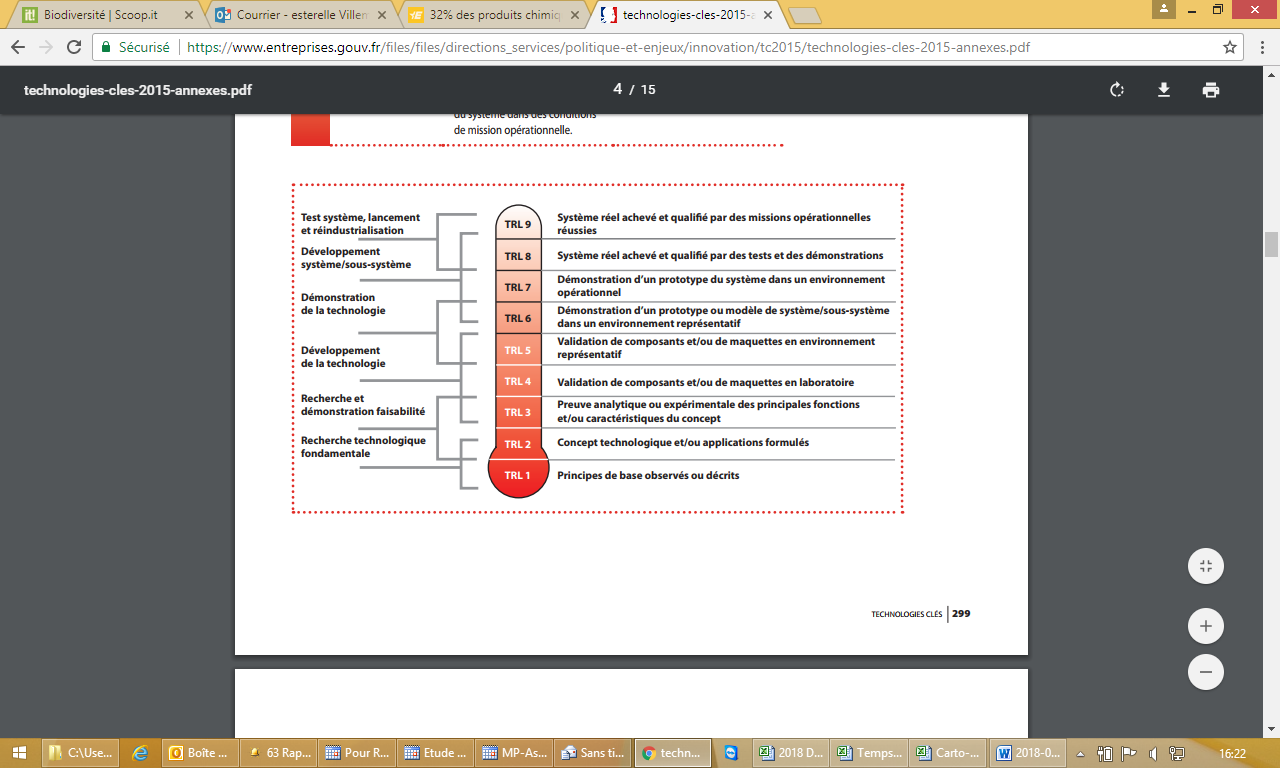 Biodiversité | Scoop.it
Courrier - esterelle Villem
32% des produits chimiq
technologies-cles-2015-a
Sécurisé
https://www.entreprises.gouv.fr/files/files/directions_services/politique-et-enjeux/innovation/tc2015/technologies-cles-2015-annexes.pdf
technologies-cles-2015-annexes.pdf
4 / 15
du système dans des conditions
de mission opérationnelle.
Test système, lancement
et réindustrialisation
Développement
système/sous-système
Démonstration
de la technologie
Développement
de la technologie
Recherche et
démonstration faisabilité
Recherche technologique
fondamentale
TRL 9
Système réel achevé et qualifié par des missions opérationnelles
réussies
TRL 8
Système réel achevé et qualifié par des tests et des démonstrations
TRL 7
Démonstration d'un prototype du système dans un environnement
opérationnel
TRL 6
Démonstration d'un prototype ou modèle de système/sous-système
dans un environnement représentatif
TRL 5
Validation de composants et/ou de maquettes en environnement
représentatif
TRL 4
Validation de composants et/ou de maquettes en laboratoire
TRL 3
Preuve analytique ou expérimentale des principales fonctions
et/ou caractéristiques du concept
TRL 2
Concept technologique et/ou applications formulés
TRL 1
Principes de base observés ou décrits
TECHNOLOGIES CLÉS | 299
C:\Use...
Boîte ...
63 Rap...
Pour R...
Etude ...
MP-As...
Sans ti...
techn...
2018 D...
Temps...
Carto-...
2018-0...
16:22